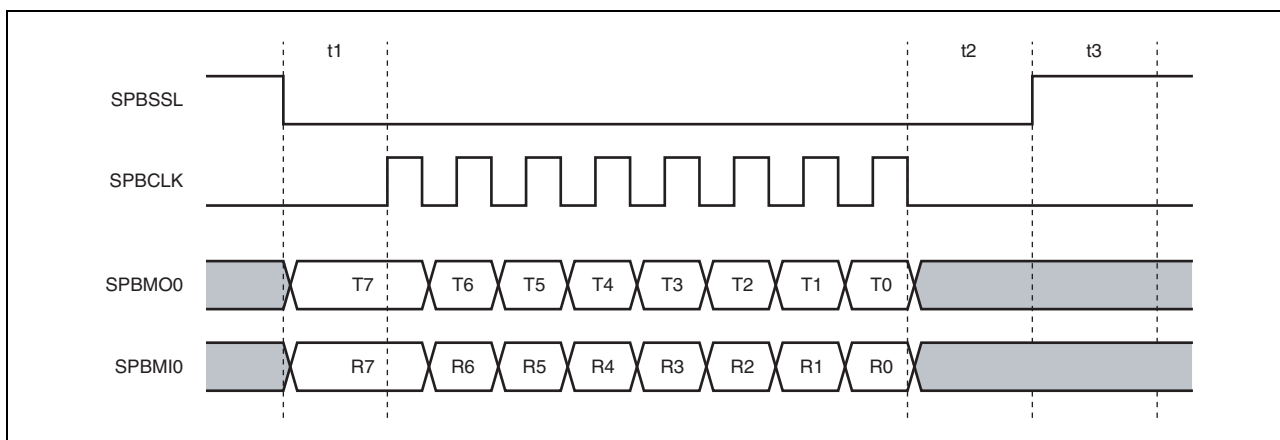 t1 t2 t3
SPBSSL
SPBCLK
SPBMO0 T7 T6 T5 T4 T3 T2 T1 T0
SPBMI0 R7 R6 R5 R4 R3 R2 R1 R0